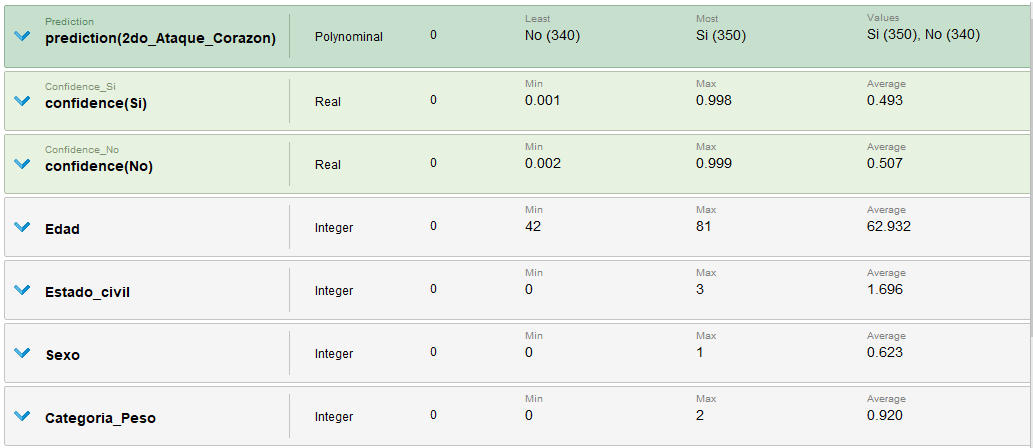 Prediction
prediction(2do_Ataque_Corazon)
Polynominal
0
Least
No (340)
Most
Si (350)
Values
Si (350), No (340)
Confidence_Si
confidence(Si)
Real
0
Min
0.001
Max
0.998
Average
0.493
Confidence_No
confidence(No)
Real
0
Min
0.002
Max
0.999
Average
0.507
Edad
Integer
0
Min
42
Max
81
Average
62.932
Estado_civil
Integer
0
Min
0
Max
3
Average
1.696
Sexo
Integer
0
Min
0
Max
1
Average
0.623
Categoria_Peso
Integer
0
Min
0
Max
2
Average
0.920